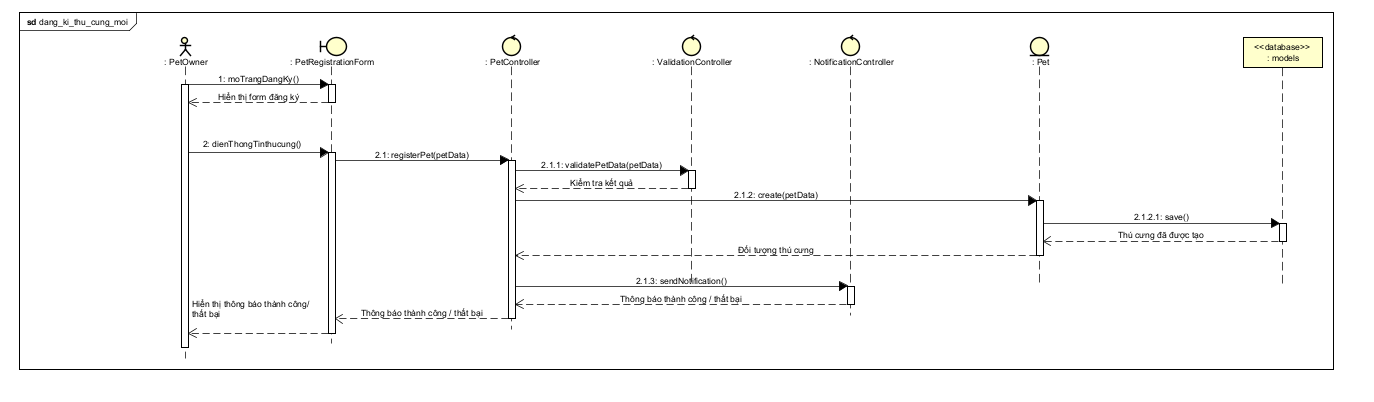 sd dang_ki_thu_cung_moi
: PetOwner
: PetRegistrationForm
: PetController
: ValidationController
: NotificationController
: Pet
<<database>>
: models
1: moTrangDangKy()
Hiển thị form đăng ký
2: dienThongTinthucung()
2.1: registerPet(petData)
2.1.1: validatePetData(petData)
Kiểm tra kết quả
2.1.2: create(petData)
2.1.2.1: save()
Thú cưng đã được tạo
Đối tượng thú cưng
2.1.3: sendNotification()
Thông báo thành công / thất bại
Thông báo thành công / thất bại
Hiển thị thông báo thành công/
thất bại